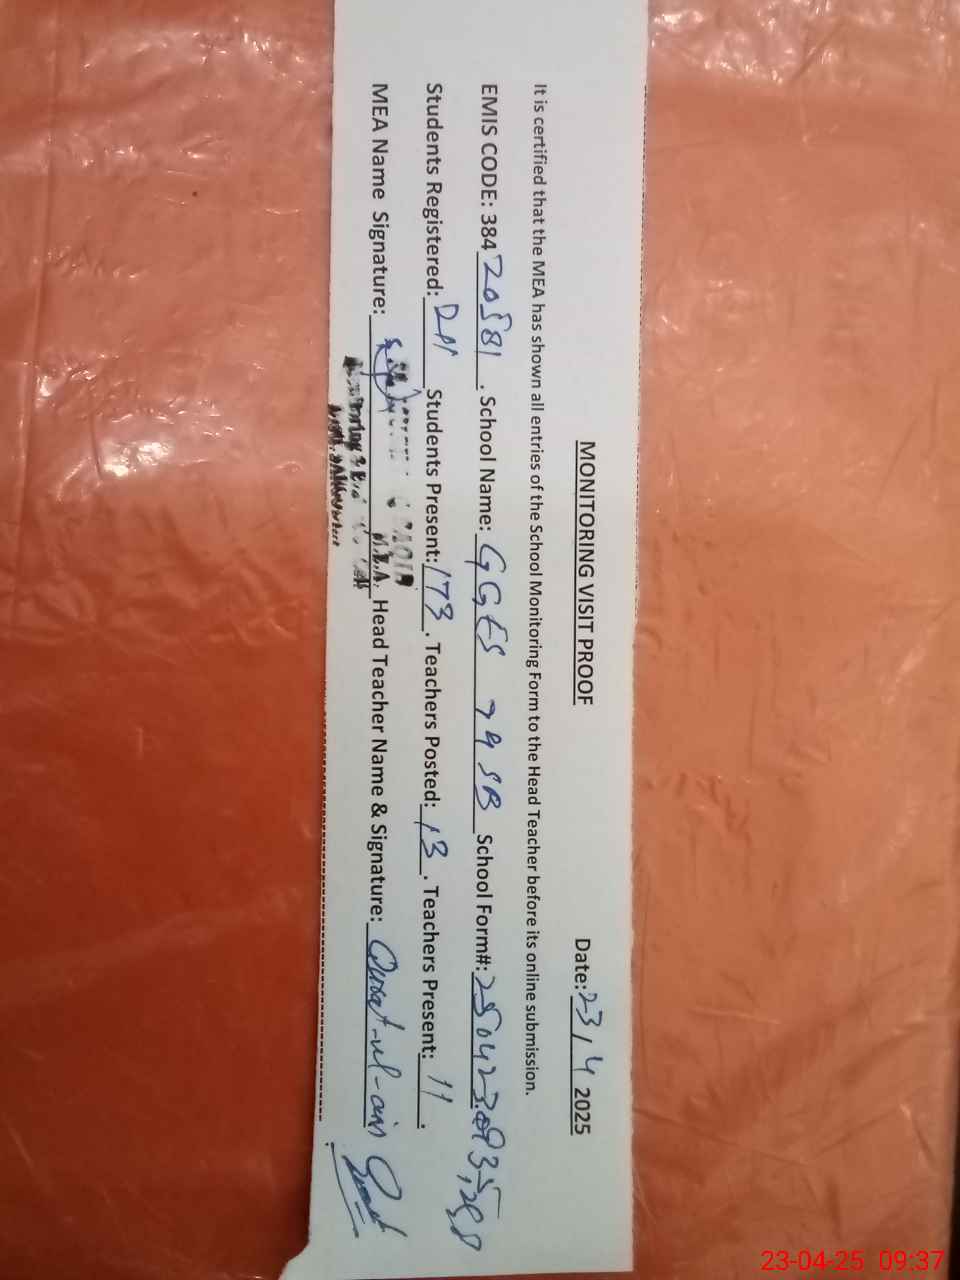 MONITORING VISIT PROOF Date: 23/4 2025
It is certified that the MEA has shown all entries of the School Monitoring Form to the Head Teacher before its online submission.
EMIS CODE: 38420581. School Name: GGES 79 SB School Form#:
Students Registered: Students Present: 173. Teachers Posted: 13. Teachers Present: 11.
MEA Name Signature: Head Teacher Name & Signature: Qurat-ul-ain
M.E.A.
23-04-25 09:37